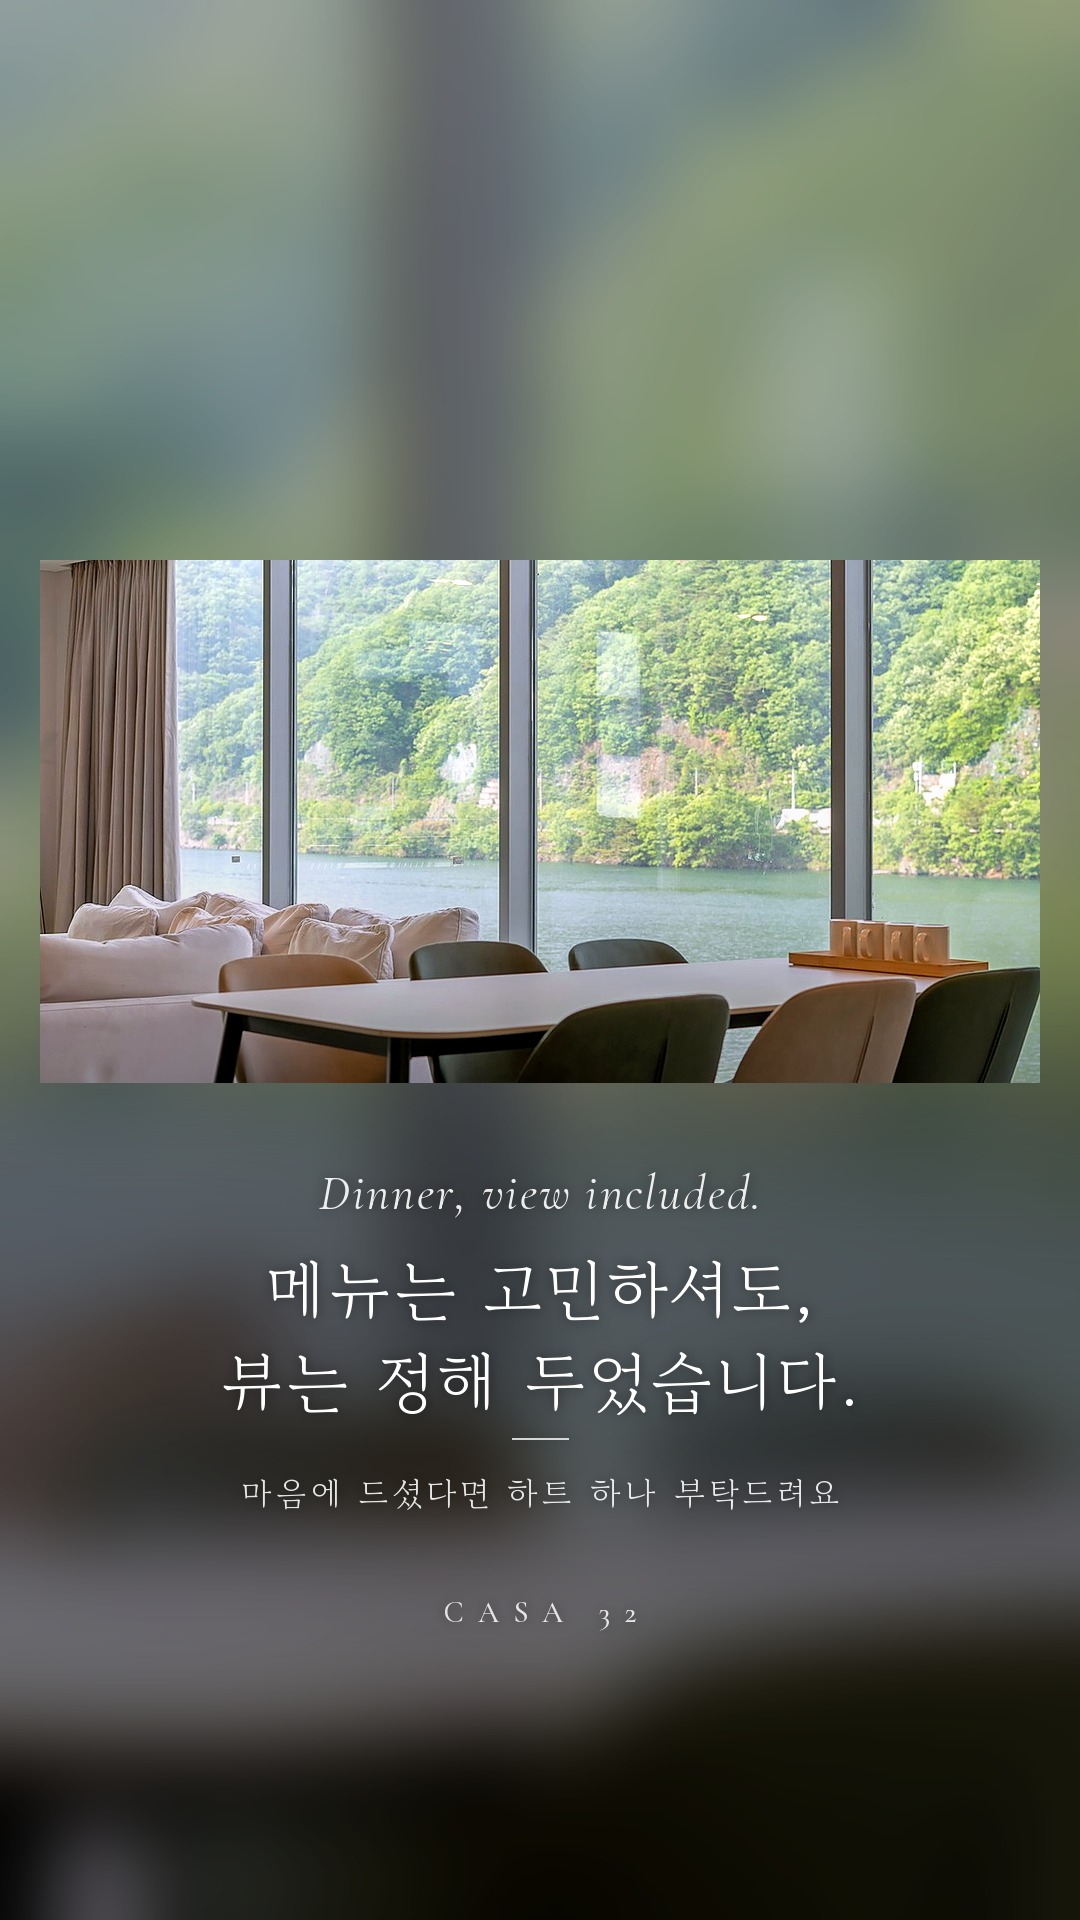 Dinner, view included.
메뉴는 고민하셔도,
뷰는 정해 두었습니다.
마음에 드셨다면 하트 하나 부탁드려요
CASA 32